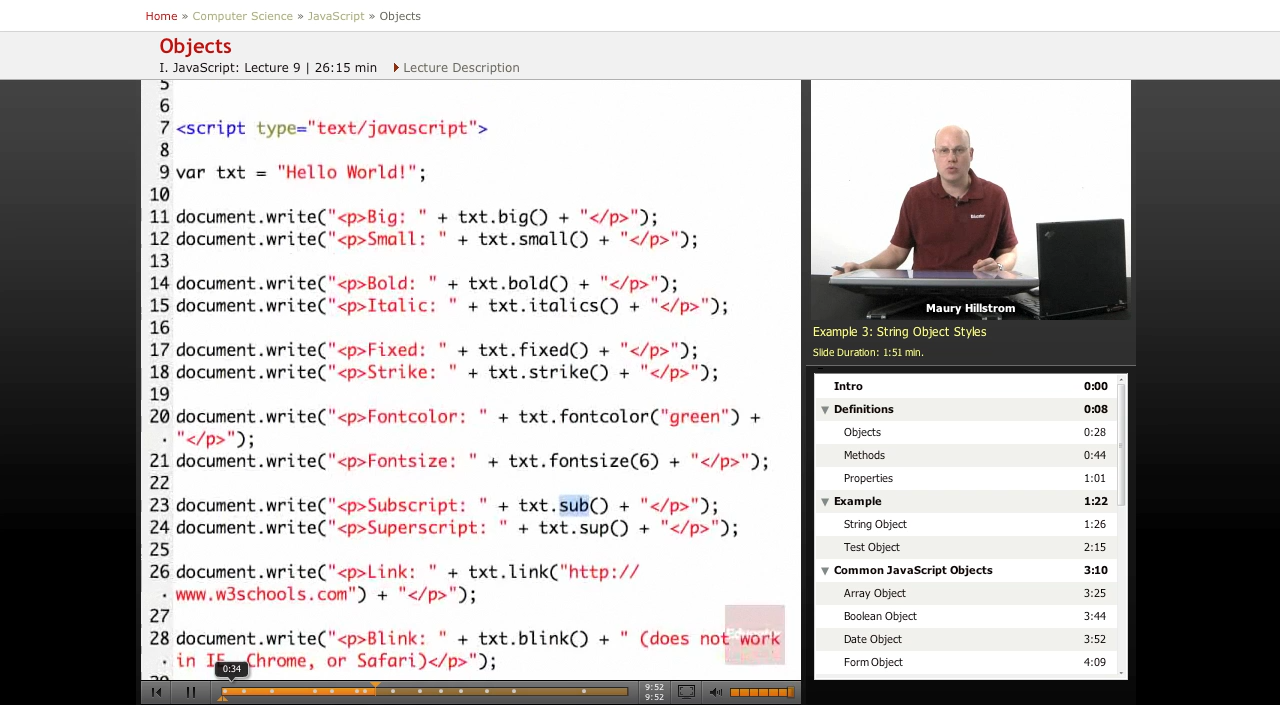 Home » Computer Science » JavaScript » Objects
Objects
I. JavaScript: Lecture 9 | 26:15 min Lecture Description
5
6
7 <script type="text/javascript">
8
9 var txt = "Hello World!";
10
11 document.write("<p>Big: " + txt.big() + "</p>");
12 document.write("<p>Small: " + txt.small() + "</p>");
13
14 document.write("<p>Bold: " + txt.bold() + "</p>");
15 document.write("<p>Italic: " + txt.italics() + "</p>");
16
17 document.write("<p>Fixed: " + txt.fixed() + "</p>");
18 document.write("<p>Strike: " + txt.strike() + "</p>");
19
20 document.write("<p>Fontcolor: " + txt.fontcolor("green") +
· "</p>");
21 document.write("<p>Fontsize: " + txt.fontsize(6) + "</p>");
22
23 document.write("<p>Subscript: " + txt.sub() + "</p>");
24 document.write("<p>Superscript: " + txt.sup() + "</p>");
25
26 document.write("<p>Link: " + txt.link("http://
· www.w3schools.com") + "</p>");
27
28 document.write("<p>Blink: " + txt.blink() + " (does not work
· in IE, Chrome, or Safari)</p>");
0:34
9:52
9:52
Maury Hillstrom
Example 3: String Object Styles
Slide Duration: 1:51 min.
Intro 0:00
Definitions 0:08
Objects 0:28
Methods 0:44
Properties 1:01
Example 1:22
String Object 1:26
Test Object 2:15
Common JavaScript Objects 3:10
Array Object 3:25
Boolean Object 3:44
Date Object 3:52
Form Object 4:09